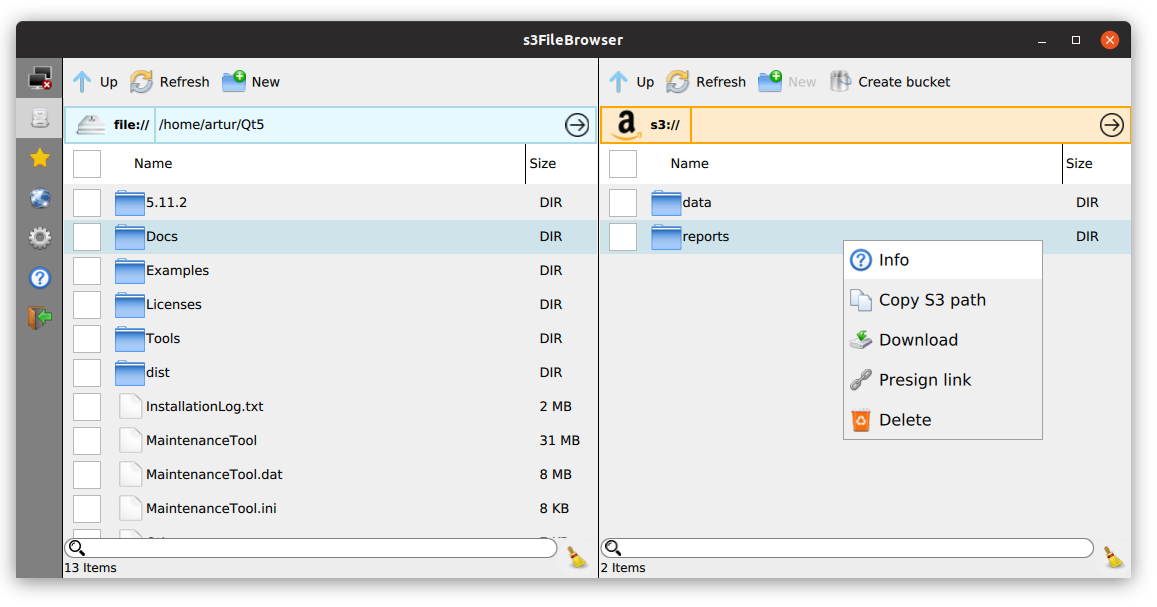 s3FileBrowser
Up Refresh New
Up Refresh New Create bucket
file:// /home/artur/Qt5
a s3://
Name Size
5.11.2 DIR
Docs DIR
Examples DIR
Licenses DIR
Tools DIR
dist DIR
InstallationLog.txt 2 MB
MaintenanceTool 31 MB
MaintenanceTool.dat 8 MB
MaintenanceTool.ini 8 KB
13 Items
Name Size
data DIR
reports DIR
Info
Copy S3 path
Download
Presign link
Delete
2 Items